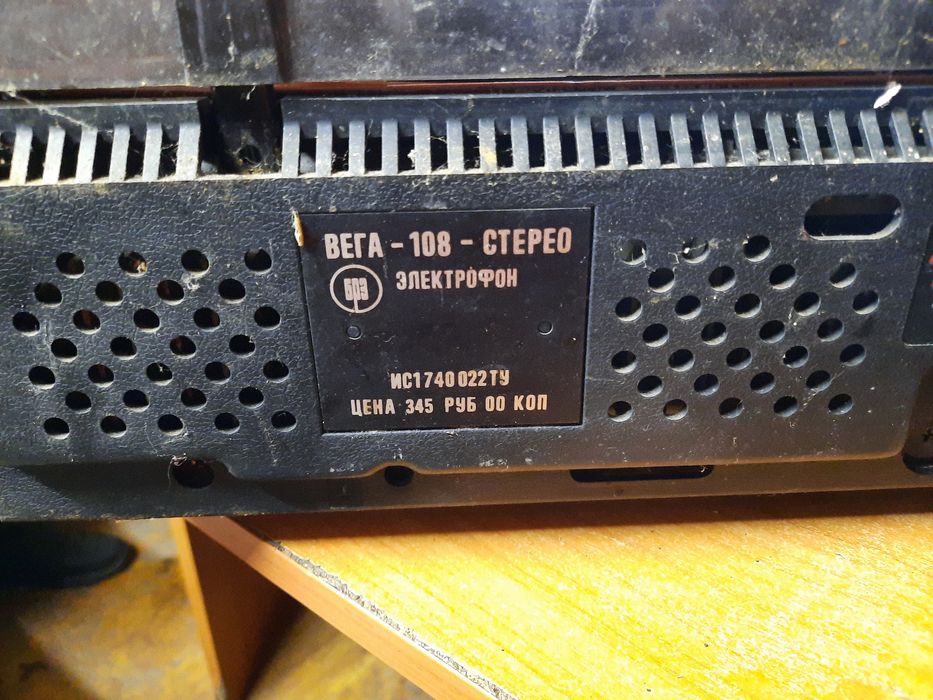 ВЕГА - 108 - СТЕРЕО
БРЗ
ЭЛЕКТРОФОН
ИС1740022ТУ
ЦЕНА 345 РУБ 00 КОП